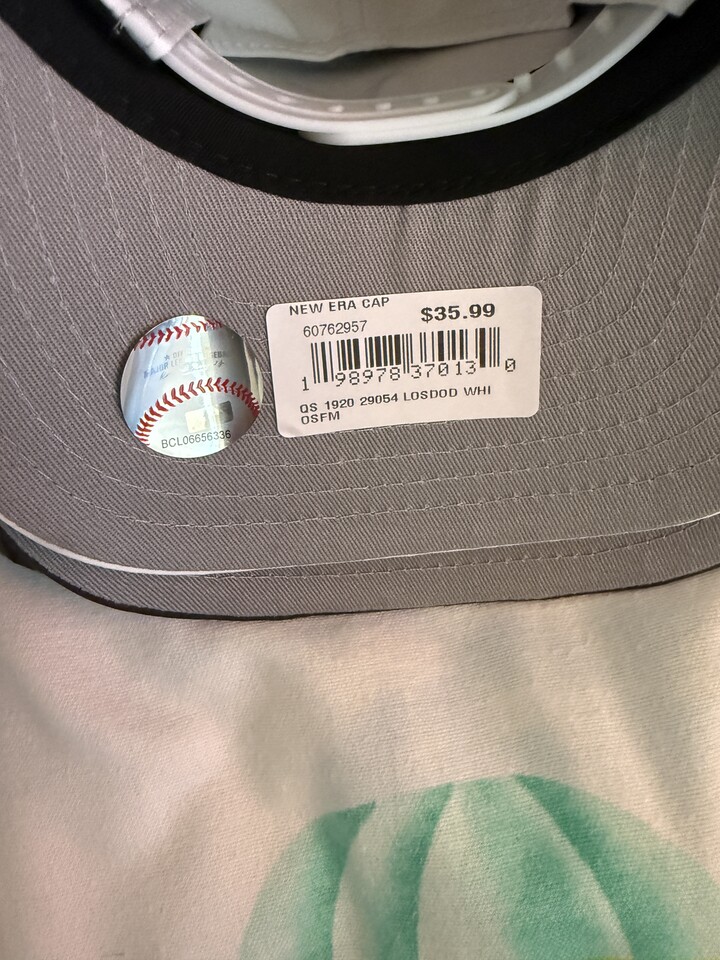 NEW ERA CAP
$35.99
60762957
1 98978 37013 0
QS 1920 29054 LOSDOD WHI
OSFM
BCL06656336